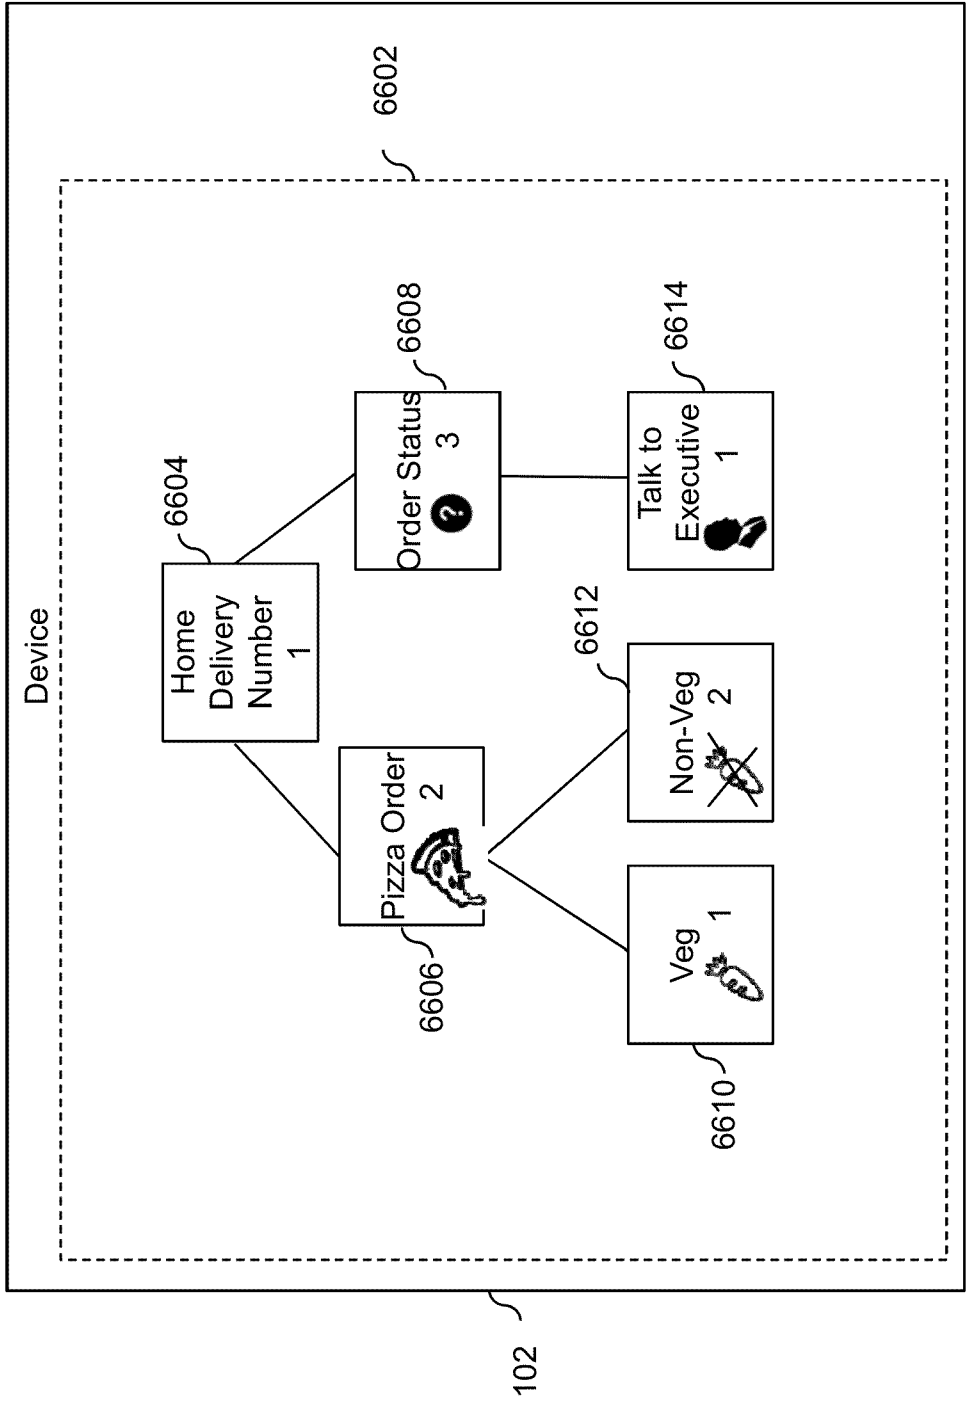 Device
6602
6604
Home
Delivery
Number
1
6606
Pizza Order
2
6608
Order Status
3
?
6610
Veg
1
6612
Non-Veg
2
6614
Talk to
Executive
1
102